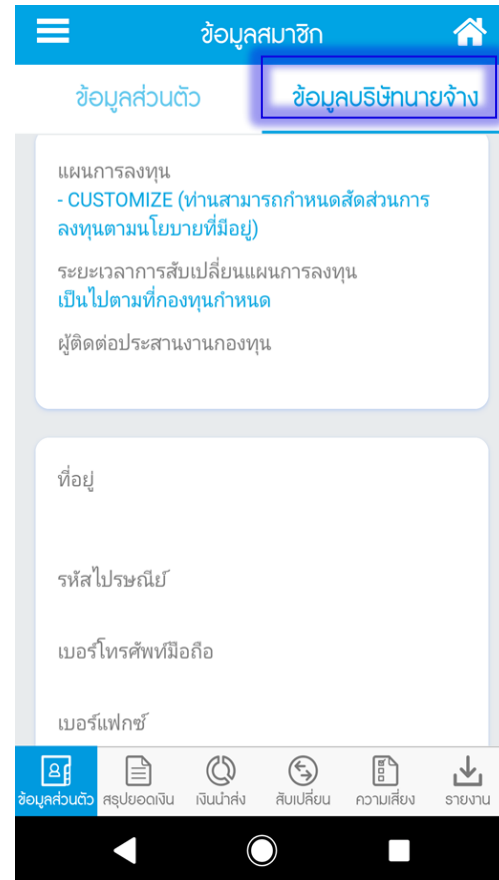 ข้อมูลสมาชิก
ข้อมูลส่วนตัว
ข้อมูลบริษัทนายจ้าง
แผนการลงทุน
- CUSTOMIZE (ท่านสามารถกำหนดสัดส่วนการ
ลงทุนตามนโยบายที่มีอยู่)
ระยะเวลาการสับเปลี่ยนแผนการลงทุน
เป็นไปตามที่กองทุนกำหนด
ผู้ติดต่อประสานงานกองทุน
ที่อยู่
รหัสไปรษณีย์
เบอร์โทรศัพท์มือถือ
เบอร์แฟกซ์
ข้อมูลส่วนตัว สรุปยอดเงิน เงินนำส่ง สับเปลี่ยน ความเสี่ยง รายงาน